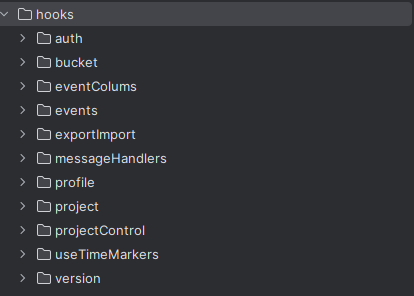 hooks
auth
bucket
eventColums
events
exportImport
messageHandlers
profile
project
projectControl
useTimeMarkers
version